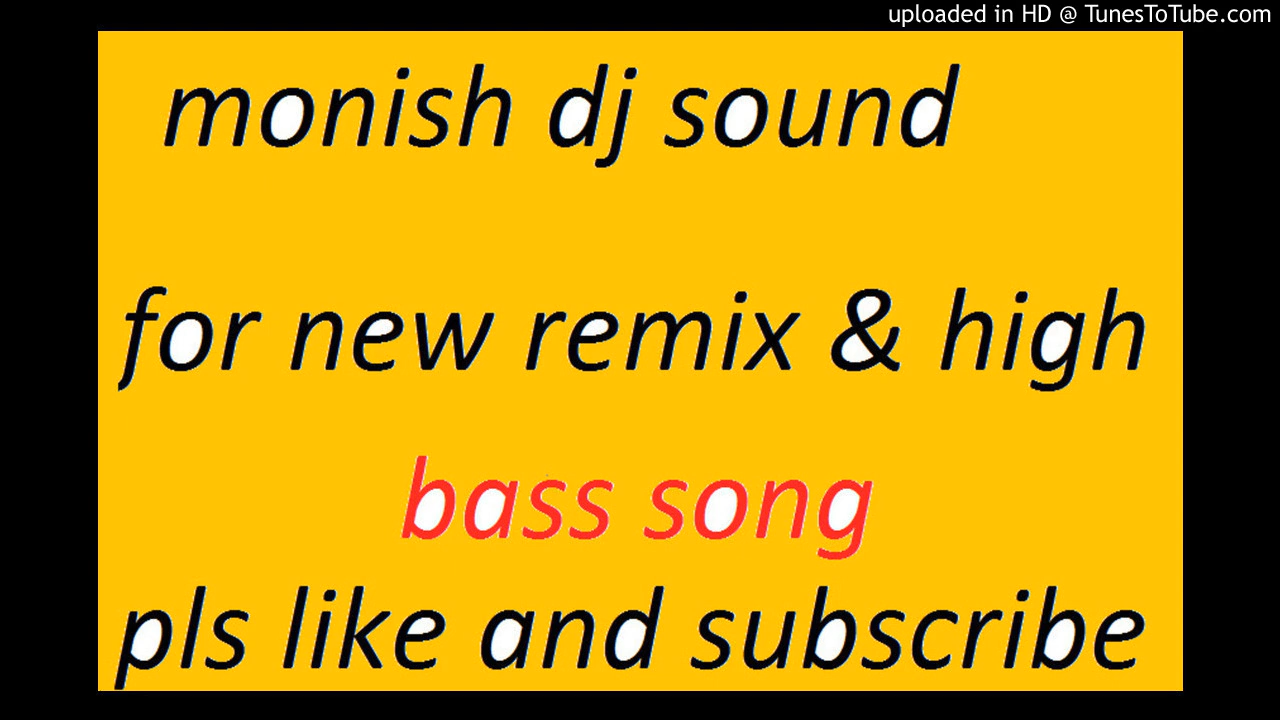 uploaded in HD @ TunesToTube.com
monish dj sound
for new remix & high
bass song
pls like and subscribe